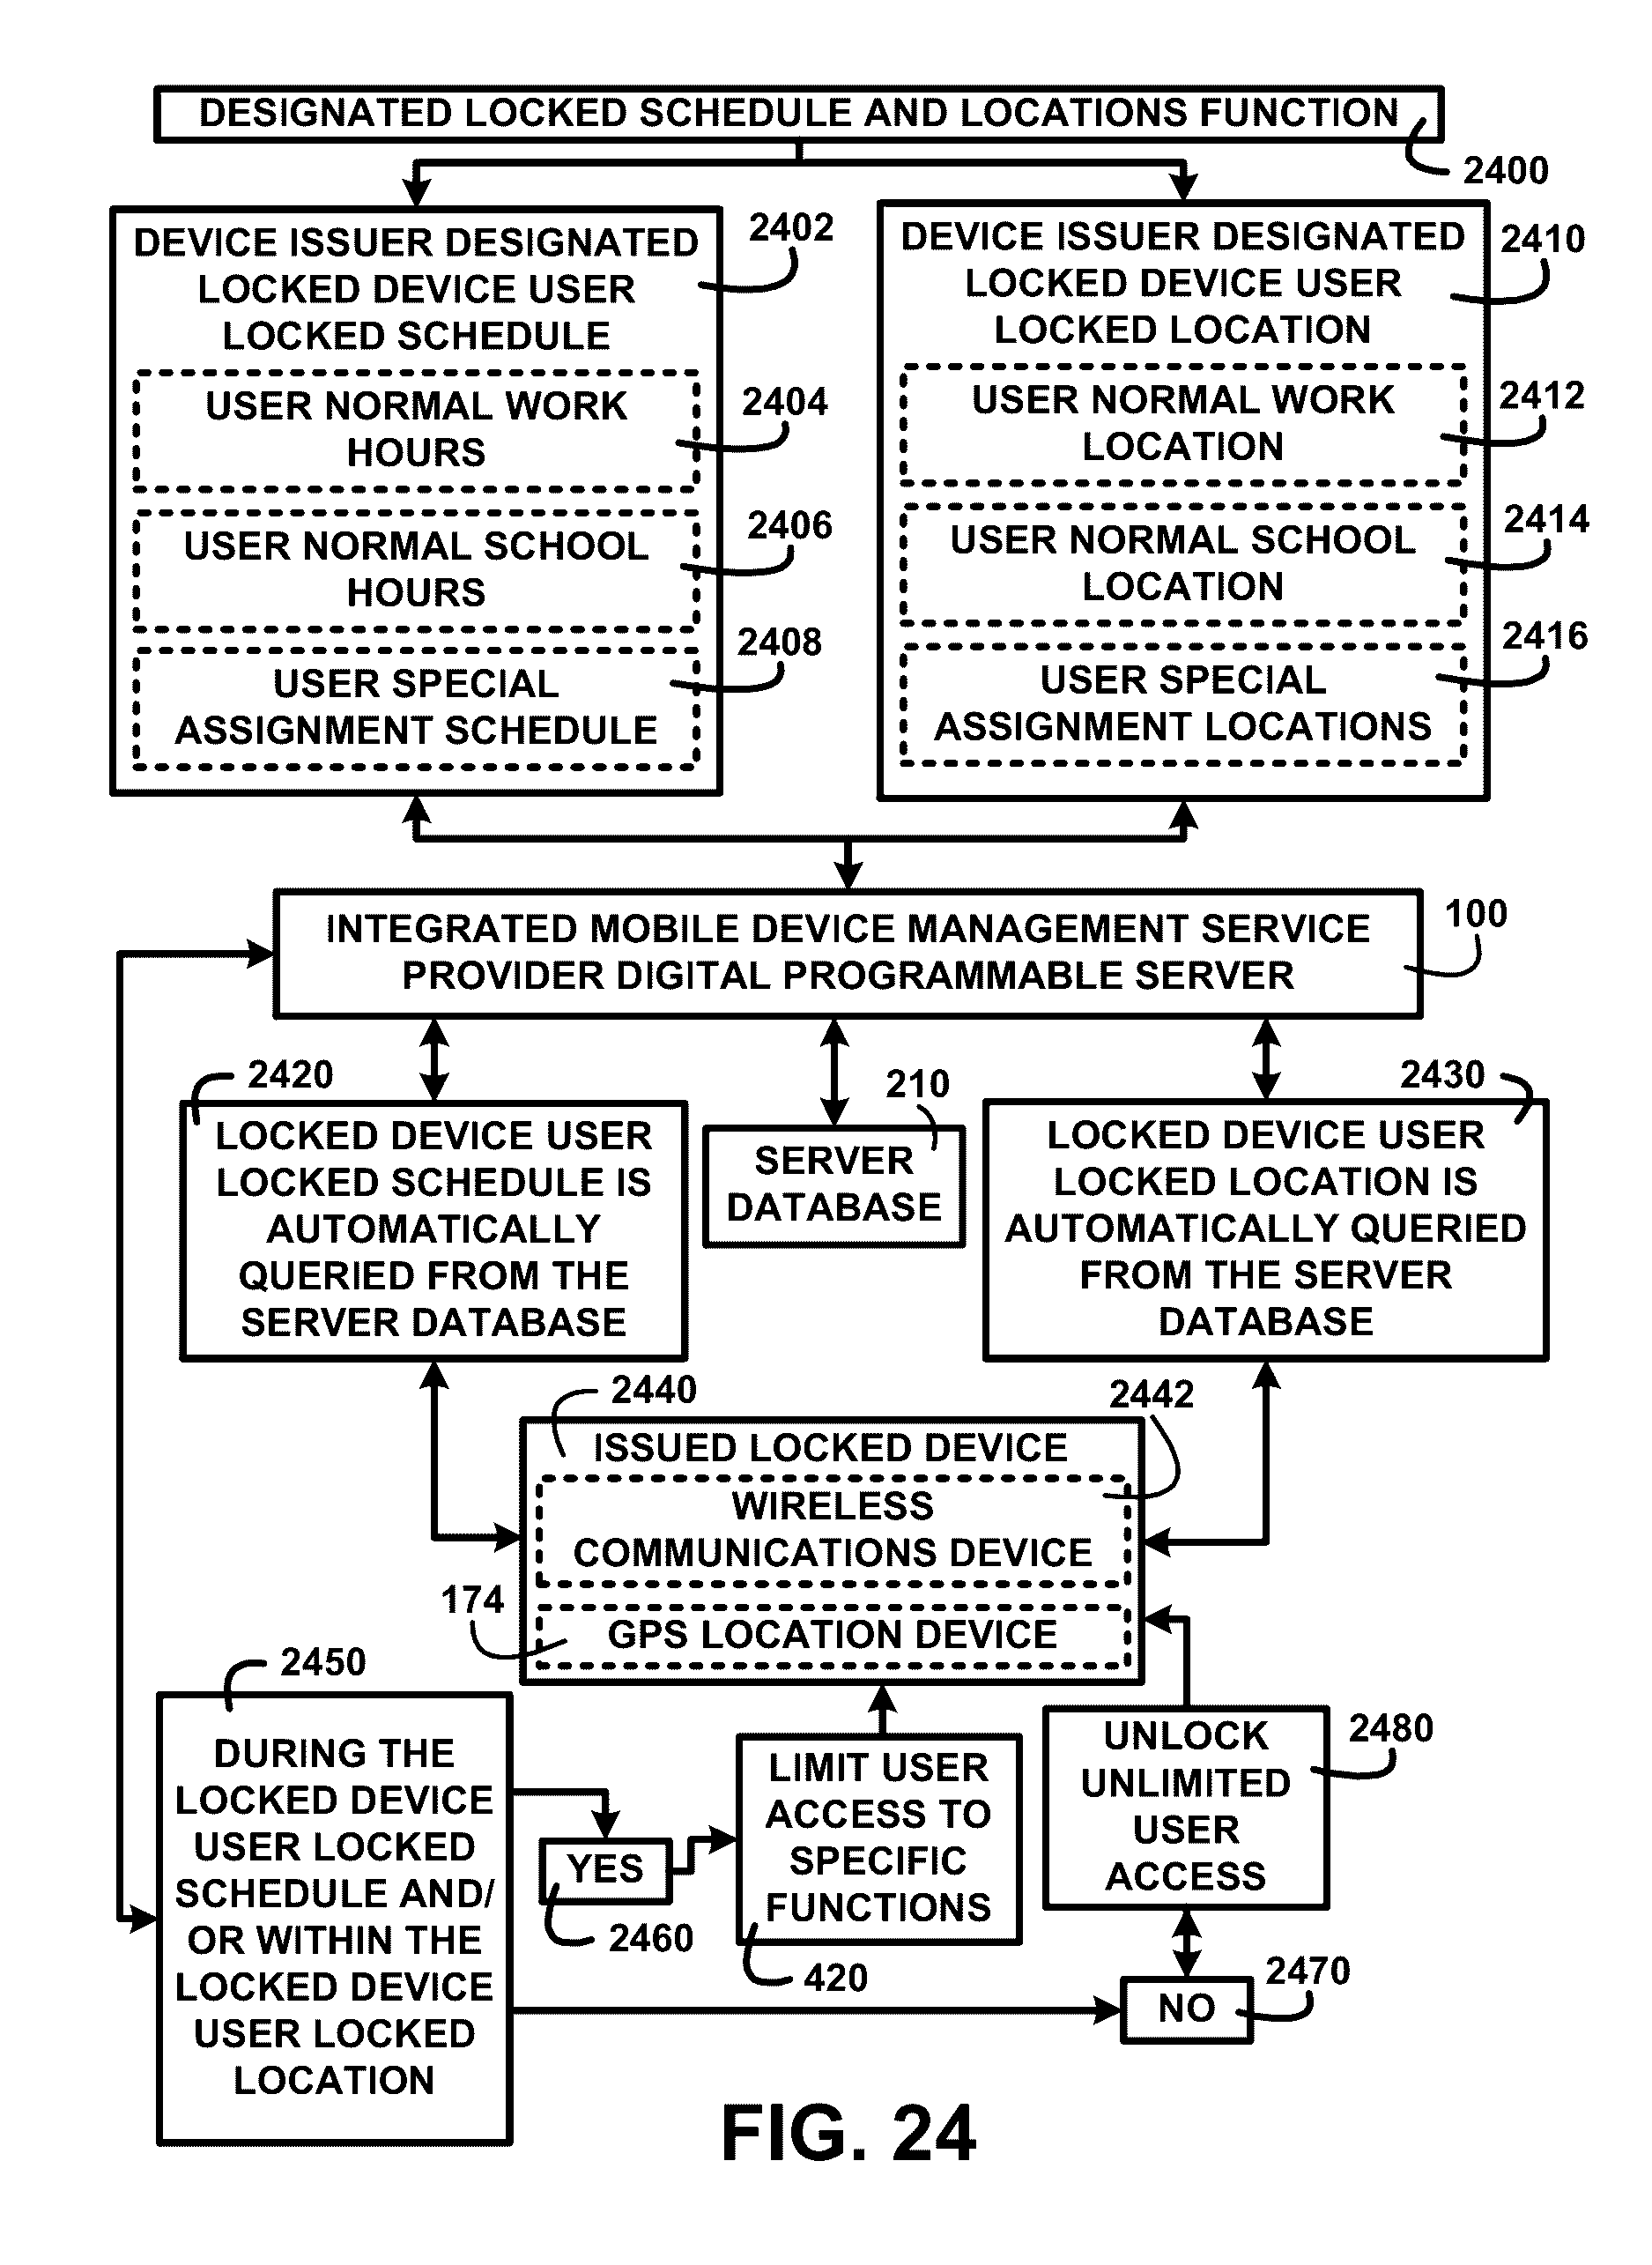 DESIGNATED LOCKED SCHEDULE AND LOCATIONS FUNCTION
2400
DEVICE ISSUER DESIGNATED
LOCKED DEVICE USER
LOCKED SCHEDULE
2402
USER NORMAL WORK
HOURS
2404
USER NORMAL SCHOOL
HOURS
2406
USER SPECIAL
ASSIGNMENT SCHEDULE
2408
DEVICE ISSUER DESIGNATED
LOCKED DEVICE USER
LOCKED LOCATION
2410
USER NORMAL WORK
LOCATION
2412
USER NORMAL SCHOOL
LOCATION
2414
USER SPECIAL
ASSIGNMENT LOCATIONS
2416
INTEGRATED MOBILE DEVICE MANAGEMENT SERVICE
PROVIDER DIGITAL PROGRAMMABLE SERVER
100
2420
LOCKED DEVICE USER
LOCKED SCHEDULE IS
AUTOMATICALLY
QUERIED FROM THE
SERVER DATABASE
210
SERVER
DATABASE
2430
LOCKED DEVICE USER
LOCKED LOCATION IS
AUTOMATICALLY QUERIED
FROM THE SERVER
DATABASE
2440
ISSUED LOCKED DEVICE
2442
WIRELESS
COMMUNICATIONS DEVICE
174
GPS LOCATION DEVICE
2450
DURING THE
LOCKED DEVICE
USER LOCKED
SCHEDULE AND/
OR WITHIN THE
LOCKED DEVICE
USER LOCKED
LOCATION
YES
2460
LIMIT USER
ACCESS TO
SPECIFIC
FUNCTIONS
420
UNLOCK
UNLIMITED
USER
ACCESS
2480
NO
2470
FIG. 24